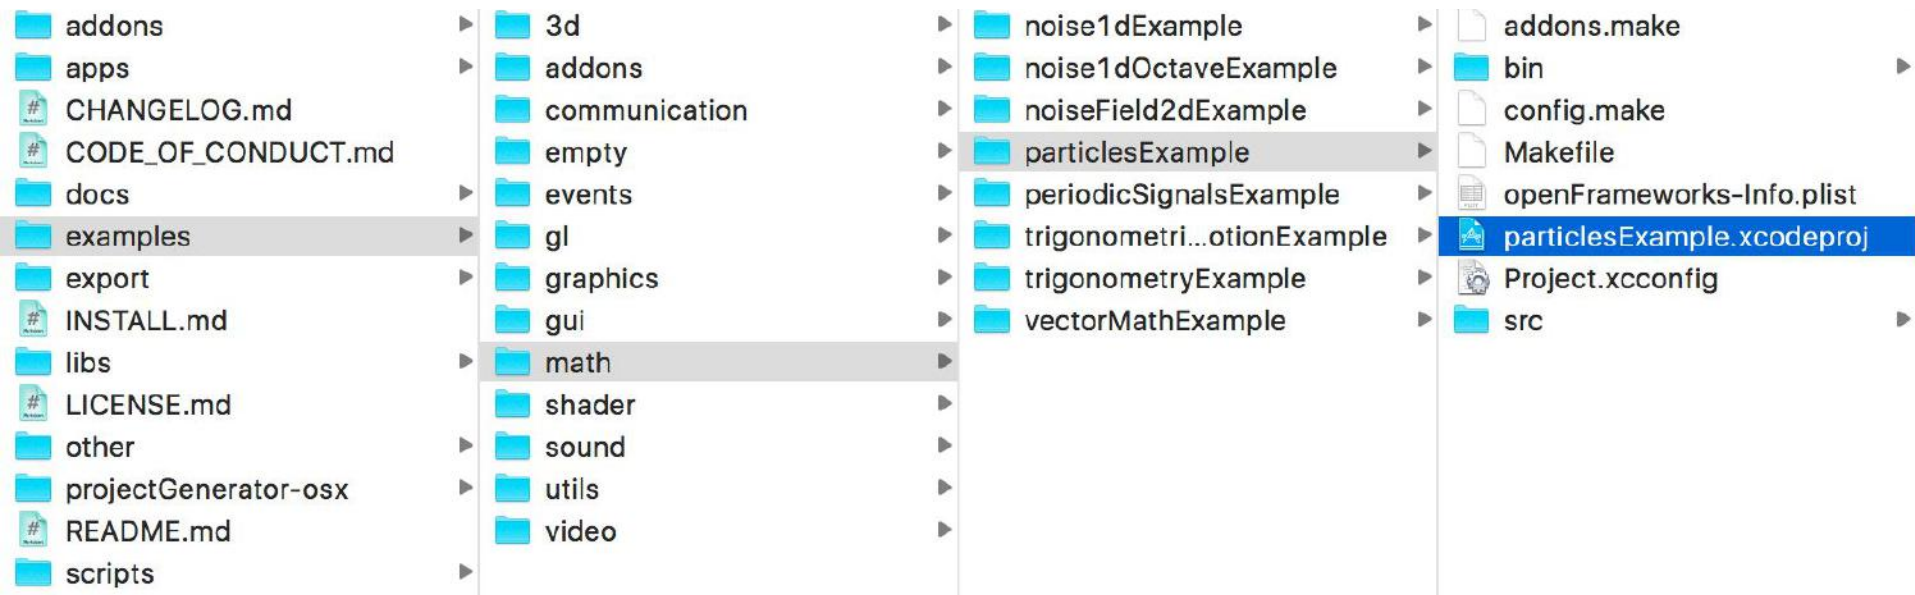 addons
apps
CHANGELOG.md
CODE_OF_CONDUCT.md
docs
examples
export
INSTALL.md
libs
LICENSE.md
other
projectGenerator-osx
README.md
scripts
3d
addons
communication
empty
events
gl
graphics
gui
math
shader
sound
utils
video
noise1dExample
noise1dOctaveExample
noiseField2dExample
particlesExample
periodicSignalsExample
trigonometri...otionExample
trigonometryExample
vectorMathExample
addons.make
bin
config.make
Makefile
openFrameworks-Info.plist
particlesExample.xcodeproj
Project.xcconfig
src